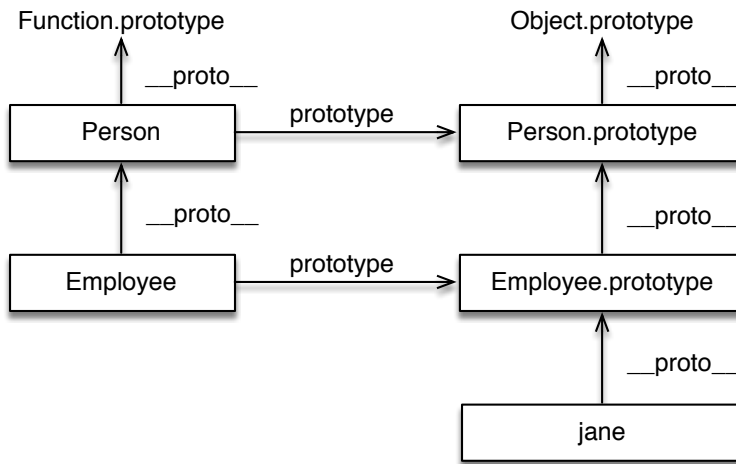 Function.prototype
Object.prototype
__proto__
__proto__
Person
prototype
Person.prototype
__proto__
__proto__
Employee
prototype
Employee.prototype
__proto__
jane